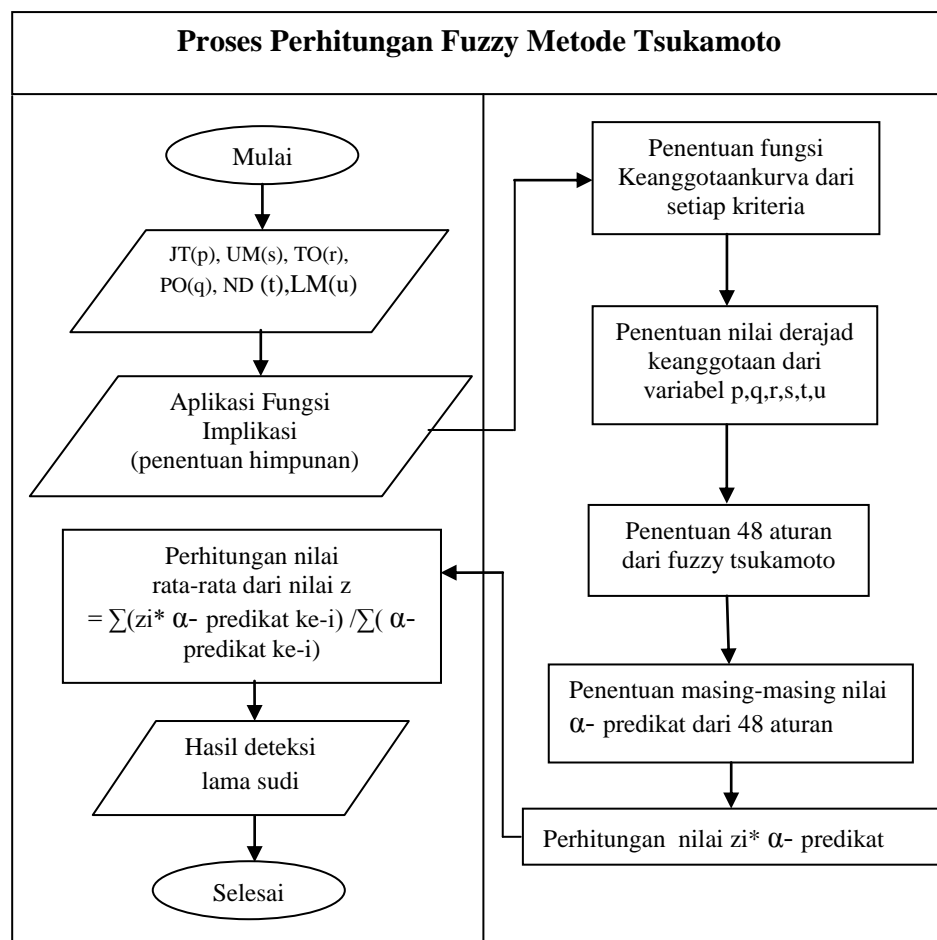 Proses Perhitungan Fuzzy Metode Tsukamoto
Mulai
JT(p), UM(s), TO(r),
PO(q), ND (t),LM(u)
Aplikasi Fungsi
Implikasi
(penentuan himpunan)
Penentuan fungsi
Keanggotaankurva dari
setiap kriteria
Penentuan nilai derajad
keanggotaan dari
variabel p,q,r,s,t,u
Penentuan 48 aturan
dari fuzzy tsukamoto
Penentuan masing-masing nilai
α- predikat dari 48 aturan
Perhitungan nilai zi* α- predikat
Perhitungan nilai
rata-rata dari nilai z
= ∑(zi* α- predikat ke-i) /∑( α-
predikat ke-i)
Hasil deteksi
lama sudi
Selesai